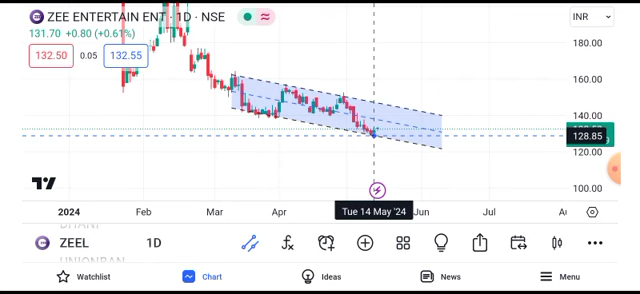 ZEE ENTERTAIN ENT · 1D · NSE
INR
131.70 +0.80 (+0.61%)
132.50 0.05 132.55
180.00
160.00
140.00
128.85
120.00
100.00
2024 Feb Mar Apr Tue 14 May '24 Jun Jul
ZEEL 1D
UNIONBAN
Watchlist Chart Ideas News Menu